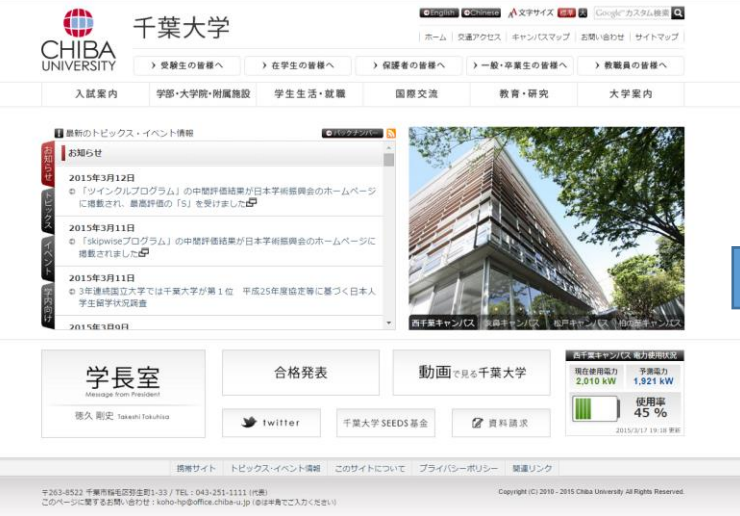 CHIBA
UNIVERSITY
千葉大学
English Chinese 文字サイズ 標準 大 Google カスタム検索
ホーム 交通アクセス キャンパスマップ お問い合わせ サイトマップ
受験生の皆様へ 在学生の皆様へ 保護者の皆様へ 一般・卒業生の皆様へ 教職員の皆様へ
入試案内 学部・大学院・附属施設 学生生活・就職 国際交流 教育・研究 大学案内
最新のトピックス・イベント情報 バックナンバー
お知らせ
トピックス
イベント
学内向け
お知らせ
2015年3月12日
「ツインクルプログラム」の中間評価結果が日本学術振興会のホームページ
に掲載され、最高評価の「S」を受けました
2015年3月11日
「skipwiseプログラム」の中間評価結果が日本学術振興会のホームページに
掲載されました
2015年3月11日
3年連続国立大学では千葉大学が第1位 平成25年度協定等に基づく日本人
学生留学状況調査
2015年3月9日
西千葉キャンパス 亥鼻キャンパス 松戸キャンパス 柏の葉キャンパス
学長室
Message from President
徳久 剛史 Takeshi Tokuhisa
合格発表
動画で見る千葉大学
twitter
千葉大学 SEEDS 基金
資料請求
西千葉キャンパス 電力使用状況
現在使用電力 予測電力
2,010 kW 1,921 kW
使用率
45 %
2015/3/17 19:38 更新
携帯サイト トピックス・イベント情報 このサイトについて プライバシーポリシー 関連リンク
〒263-8522 千葉市稲毛区弥生町1-33 / TEL : 043-251-1111 (代表)
このページに関するお問い合わせ : koho-hp@office.chiba-u.jp (@は半角でご入力ください)
Copyright (C) 2010 - 2015 Chiba University All Rights Reserved.